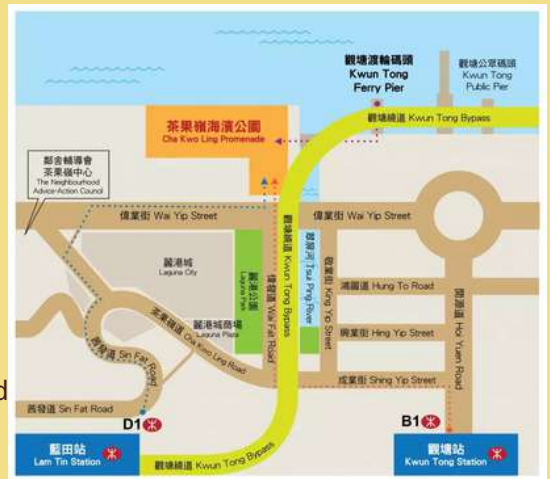 觀塘渡輪碼頭
Kwun Tong
Ferry Pier
觀塘公眾碼頭
Kwun Tong
Public Pier
觀塘繞道 Kwun Tong Bypass
茶果嶺海濱公園
Cha Kwo Ling Promenade
鄰舍輔導會
茶果嶺中心
The Neighbourhood
Advice-Action Council
偉業街 Wai Yip Street
偉業街 Wai Yip Street
麗港城
Laguna City
麗港公園
Laguna Park
偉發道 Wai Fat Road
觀塘繞道 Kwun Tong Bypass
翠屏河 Tsui Ping River
敬業街 King Yip Street
鴻圖道 Hung To Road
開源道 Hoi Yuen Road
興業街 Hing Yip Street
茶果嶺道 Cha Kwo Ling Road
麗港城商場
Laguna Plaza
茜發道 Sin Fat Road
成業街 Shing Yip Street
d
茜發道 Sin Fat Road
D1
B1
藍田站
Lam Tin Station
觀塘繞道 Kwun Tong Bypass
觀塘站
Kwun Tong Station